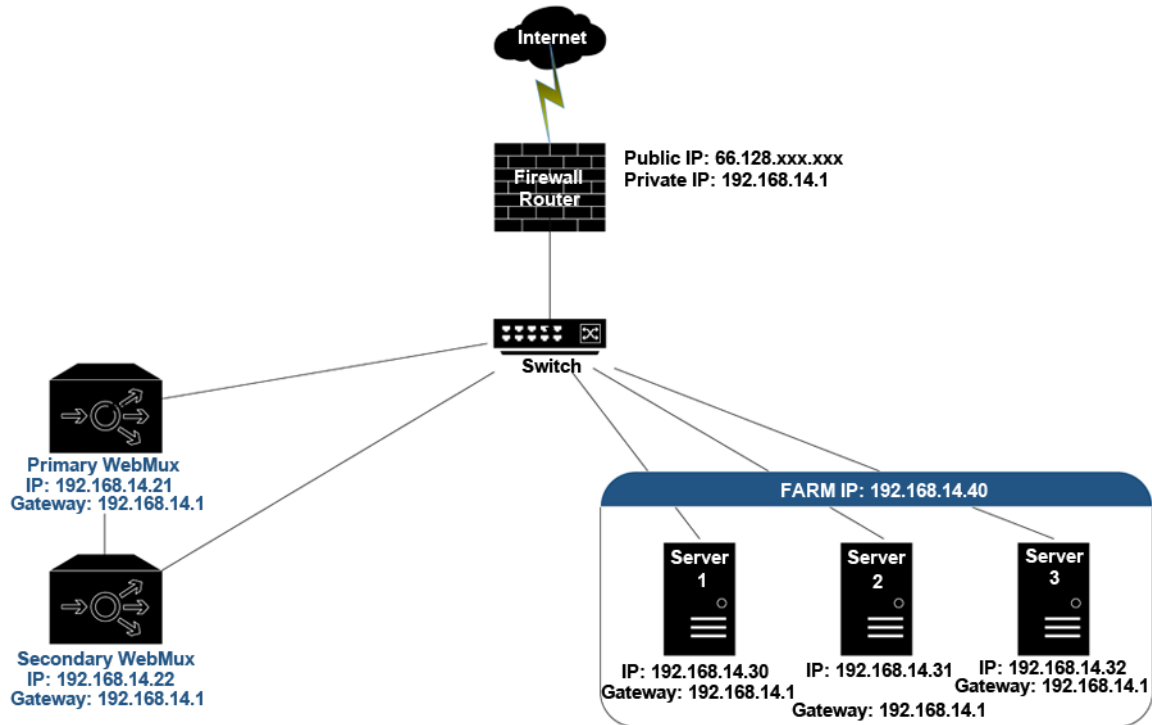 Internet
Firewall
Router
Public IP: 66.128.xxx.xxx
Private IP: 192.168.14.1
Switch
Primary WebMux
IP: 192.168.14.21
Gateway: 192.168.14.1
Secondary WebMux
IP: 192.168.14.22
Gateway: 192.168.14.1
FARM IP: 192.168.14.40
Server
1
IP: 192.168.14.30
Gateway: 192.168.14.1
Server
2
IP: 192.168.14.31
Gateway: 192.168.14.1
Server
3
IP: 192.168.14.32
Gateway: 192.168.14.1